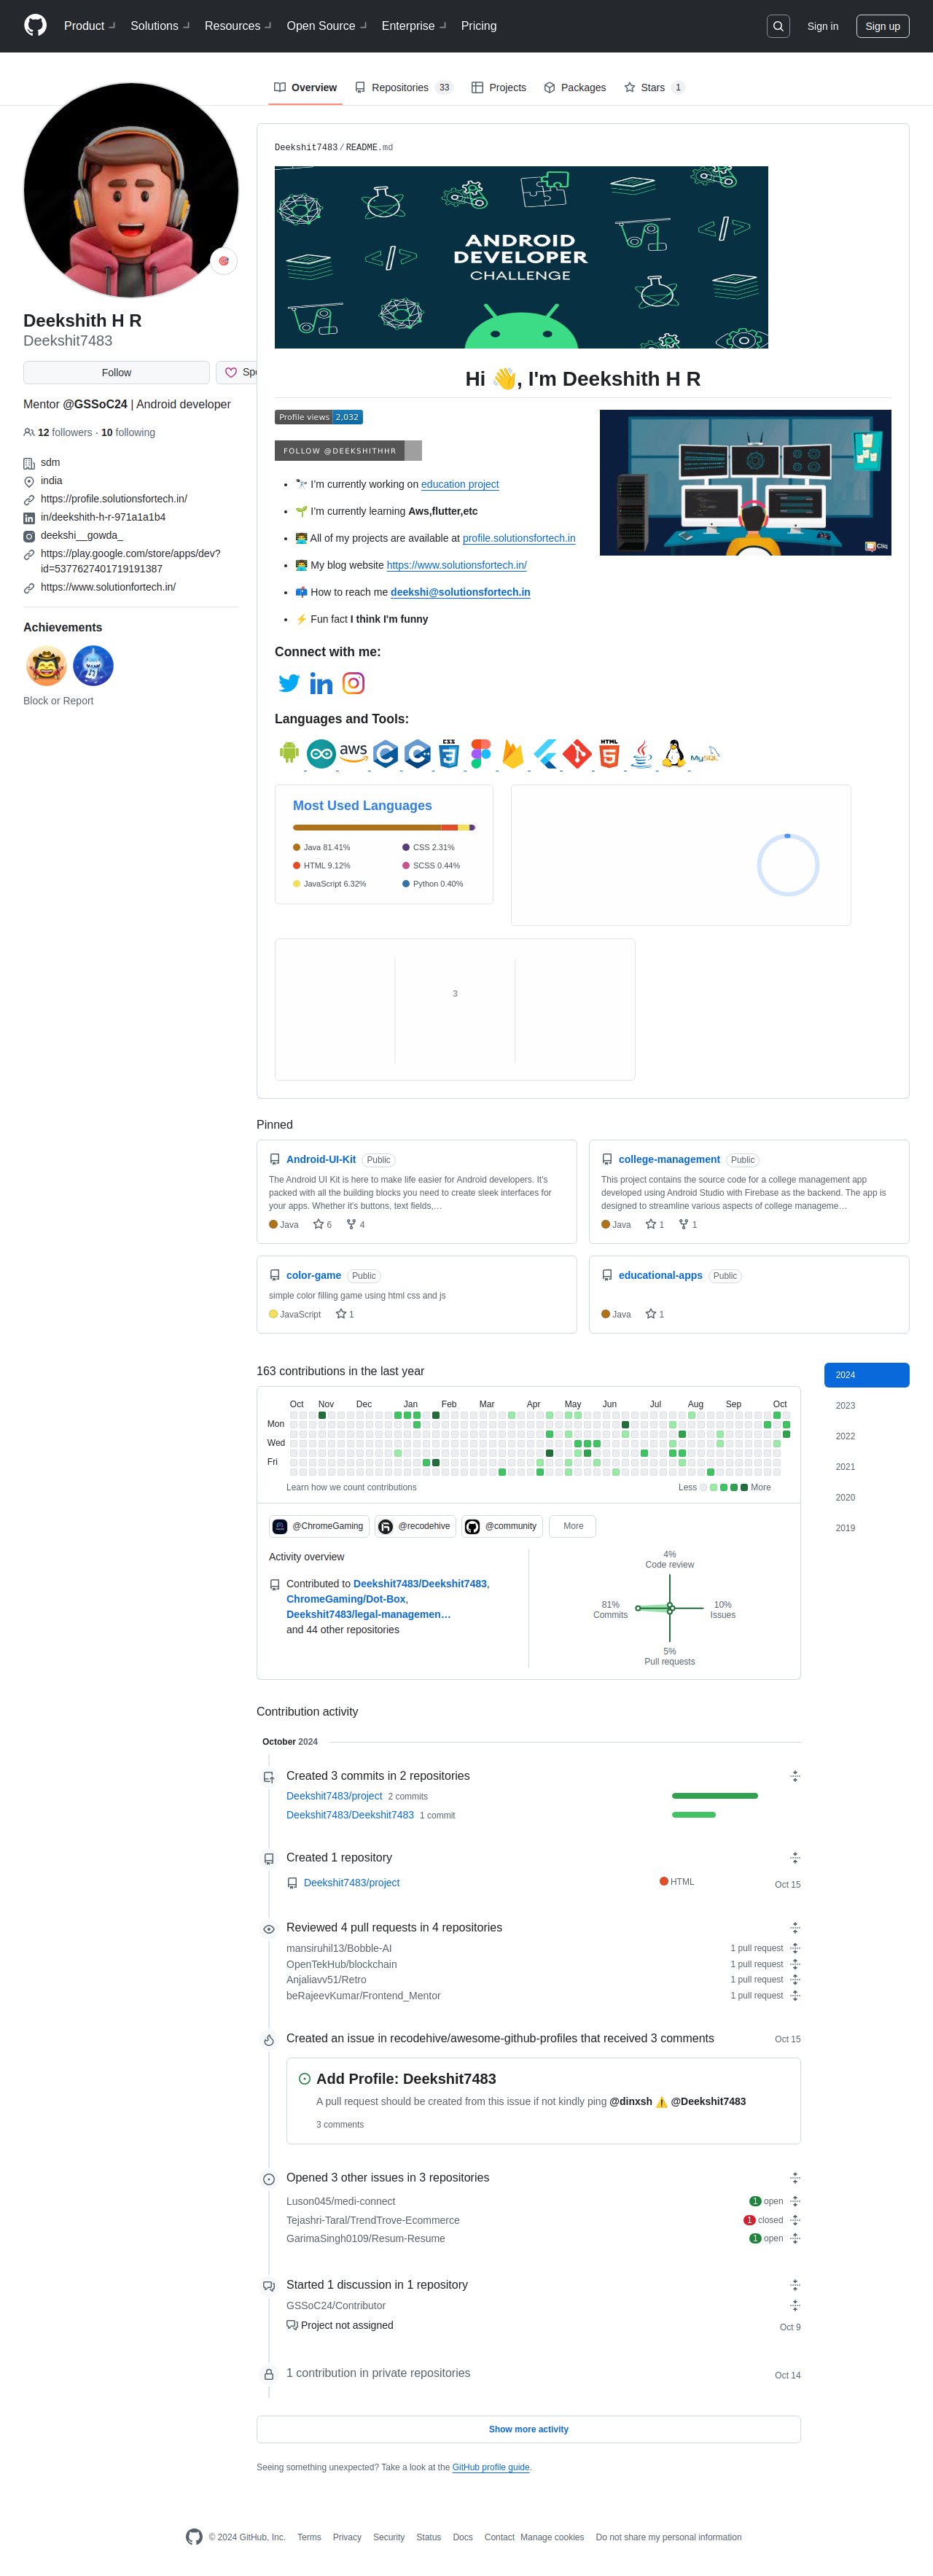 Product Solutions Resources Open Source Enterprise Pricing Sign in Sign up
Overview Repositories 33 Projects Packages Stars 1
Deekshith H R
Deekshit7483
Follow
Mentor @GSSoC24 | Android developer
12 followers · 10 following
sdm
india
https://profile.solutionsfortech.in/
in/deekshith-h-r-971a1a1b4
deekshi__gowda_
https://play.google.com/store/apps/dev?
id=5377627401719191387
https://www.solutionfortech.in/
Achievements
Block or Report
Deekshit7483/README.md
ANDROID
DEVELOPER
CHALLENGE
Hi 👋, I'm Deekshith H R
Profile views 2,032
FOLLOW @DEEKSHITHHR
Cliq
🔭 I'm currently working on education project
🌱 I'm currently learning Aws,flutter,etc
👨‍💻 All of my projects are available at profile.solutionsfortech.in
👨‍💻 My blog website https://www.solutionsfortech.in/
📫 How to reach me deekshi@solutionsfortech.in
⚡ Fun fact I think I'm funny
Connect with me:
Languages and Tools:
aws CSS HTML Java MySQL
Most Used Languages
Java 81.41% CSS 2.31%
HTML 9.12% SCSS 0.44%
JavaScript 6.32% Python 0.40%
3
Pinned
Android-UI-Kit Public
The Android UI Kit is here to make life easier for Android developers. It's
packed with all the building blocks you need to create sleek interfaces for
your apps. Whether it's buttons, text fields,…
Java 6 4
college-management Public
This project contains the source code for a college management app
developed using Android Studio with Firebase as the backend. The app is
designed to streamline various aspects of college manageme…
Java 1 1
color-game Public
simple color filling game using html css and js
JavaScript 1
educational-apps Public
Java 1
163 contributions in the last year
2024
2023
2022
2021
2020
2019
Oct Nov Dec Jan Feb Mar Apr May Jun Jul Aug Sep Oct
Mon
Wed
Fri
Learn how we count contributions Less More
@ChromeGaming @recodehive @community More
Activity overview
Contributed to Deekshit7483/Deekshit7483,
ChromeGaming/Dot-Box,
Deekshit7483/legal-managemen…
and 44 other repositories
4%
Code review
81%
Commits
10%
Issues
5%
Pull requests
Contribution activity
October 2024
Created 3 commits in 2 repositories
Deekshit7483/project 2 commits
Deekshit7483/Deekshit7483 1 commit
Created 1 repository
Deekshit7483/project HTML Oct 15
Reviewed 4 pull requests in 4 repositories
mansiruhil13/Bobble-AI 1 pull request
OpenTekHub/blockchain 1 pull request
Anjaliavv51/Retro 1 pull request
beRajeevKumar/Frontend_Mentor 1 pull request
Created an issue in recodehive/awesome-github-profiles that received 3 comments Oct 15
Add Profile: Deekshit7483
A pull request should be created from this issue if not kindly ping @dinxsh ⚠️ @Deekshit7483
3 comments
Opened 3 other issues in 3 repositories
Luson045/medi-connect 1 open
Tejashri-Taral/TrendTrove-Ecommerce 1 closed
GarimaSingh0109/Resum-Resume 1 open
Started 1 discussion in 1 repository
GSSoC24/Contributor
Project not assigned Oct 9
1 contribution in private repositories Oct 14
Show more activity
Seeing something unexpected? Take a look at the GitHub profile guide.
© 2024 GitHub, Inc. Terms Privacy Security Status Docs Contact Manage cookies Do not share my personal information